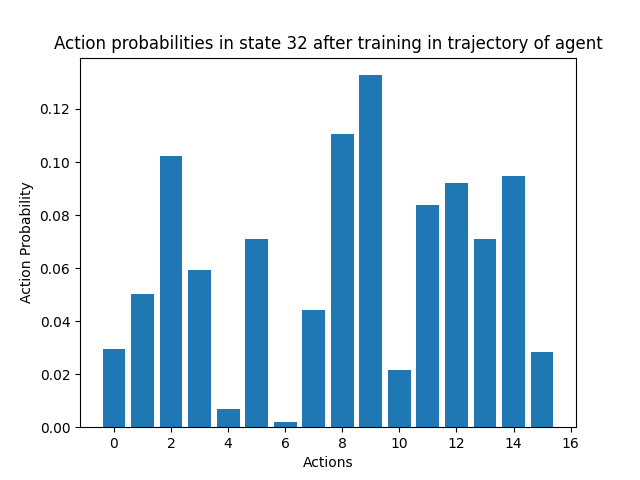 Action probabilities in state 32 after training in trajectory of agent
0.12
0.10
0.08
0.06
0.04
0.02
0.00
Action Probability
0 2 4 6 8 10 12 14 16
Actions